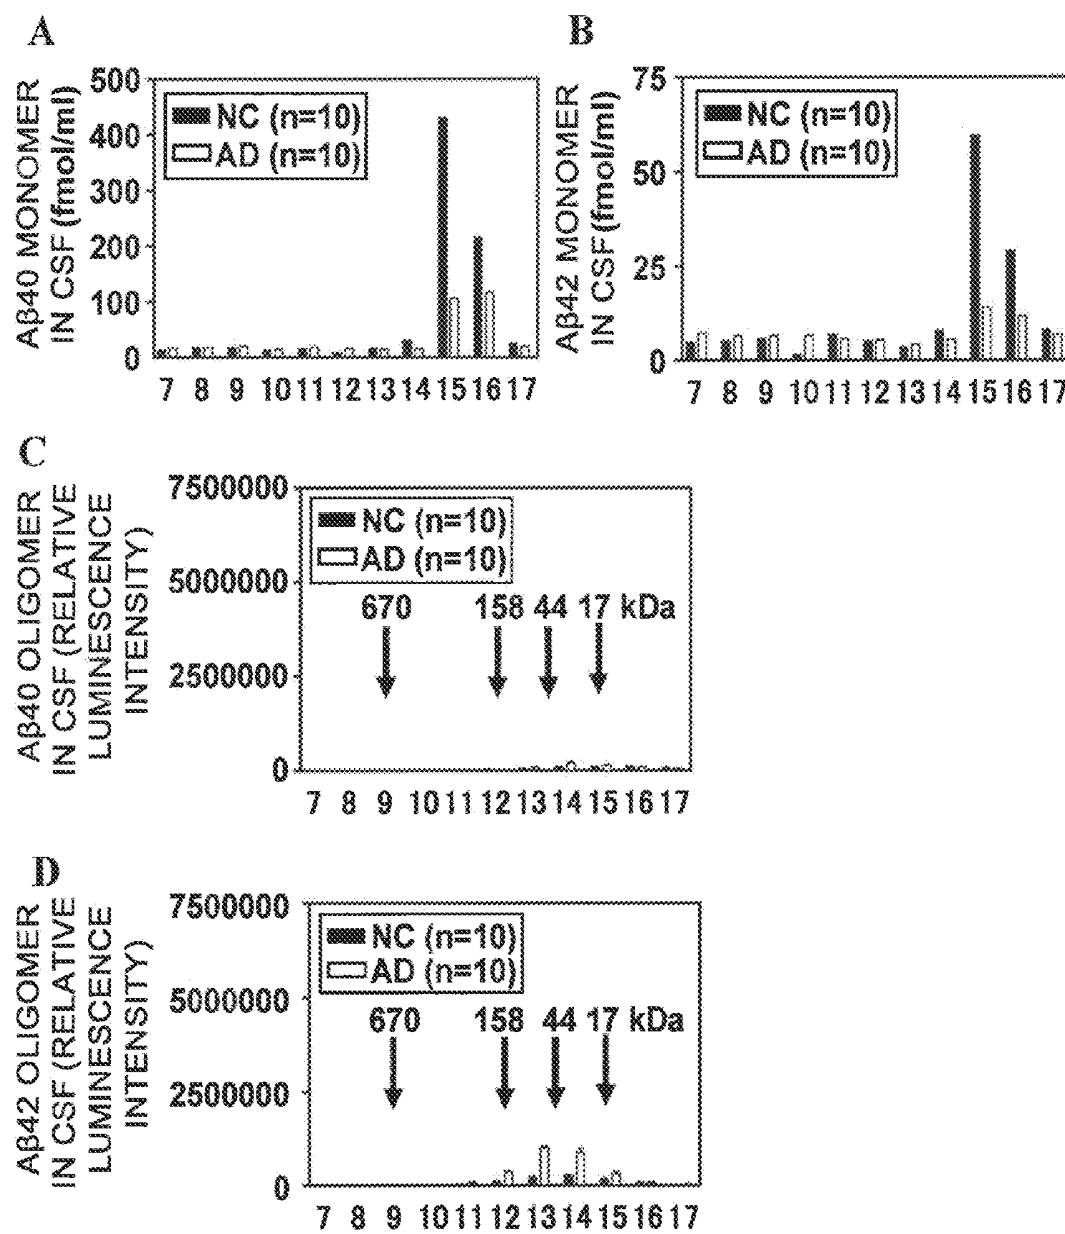 A
AΒ40 MONOMER
IN CSF (fmol/ml)
500
400
300
200
100
0
NC (n=10)
AD (n=10)
7 8 9 10 11 12 13 14 15 16 17
B
Aβ42 MONOMER
IN CSF (fmol/ml)
75
50
25
0
NC (n=10)
AD (n=10)
7 8 9 10 11 12 13 14 15 16 17
C
Aβ40 OLIGOMER
IN CSF (RELATIVE
LUMINESCENCE
INTENSITY)
7500000
5000000
2500000
0
NC (n=10)
AD (n=10)
670 158 44 17 kDa
7 8 9 10 11 12 13 14 15 16 17
D
Aβ42 OLIGOMER
IN CSF (RELATIVE
LUMINESCENCE
INTENSITY)
7500000
5000000
2500000
0
NC (n=10)
AD (n=10)
670 158 44 17 kDa
7 8 9 10 11 12 13 14 15 16 17